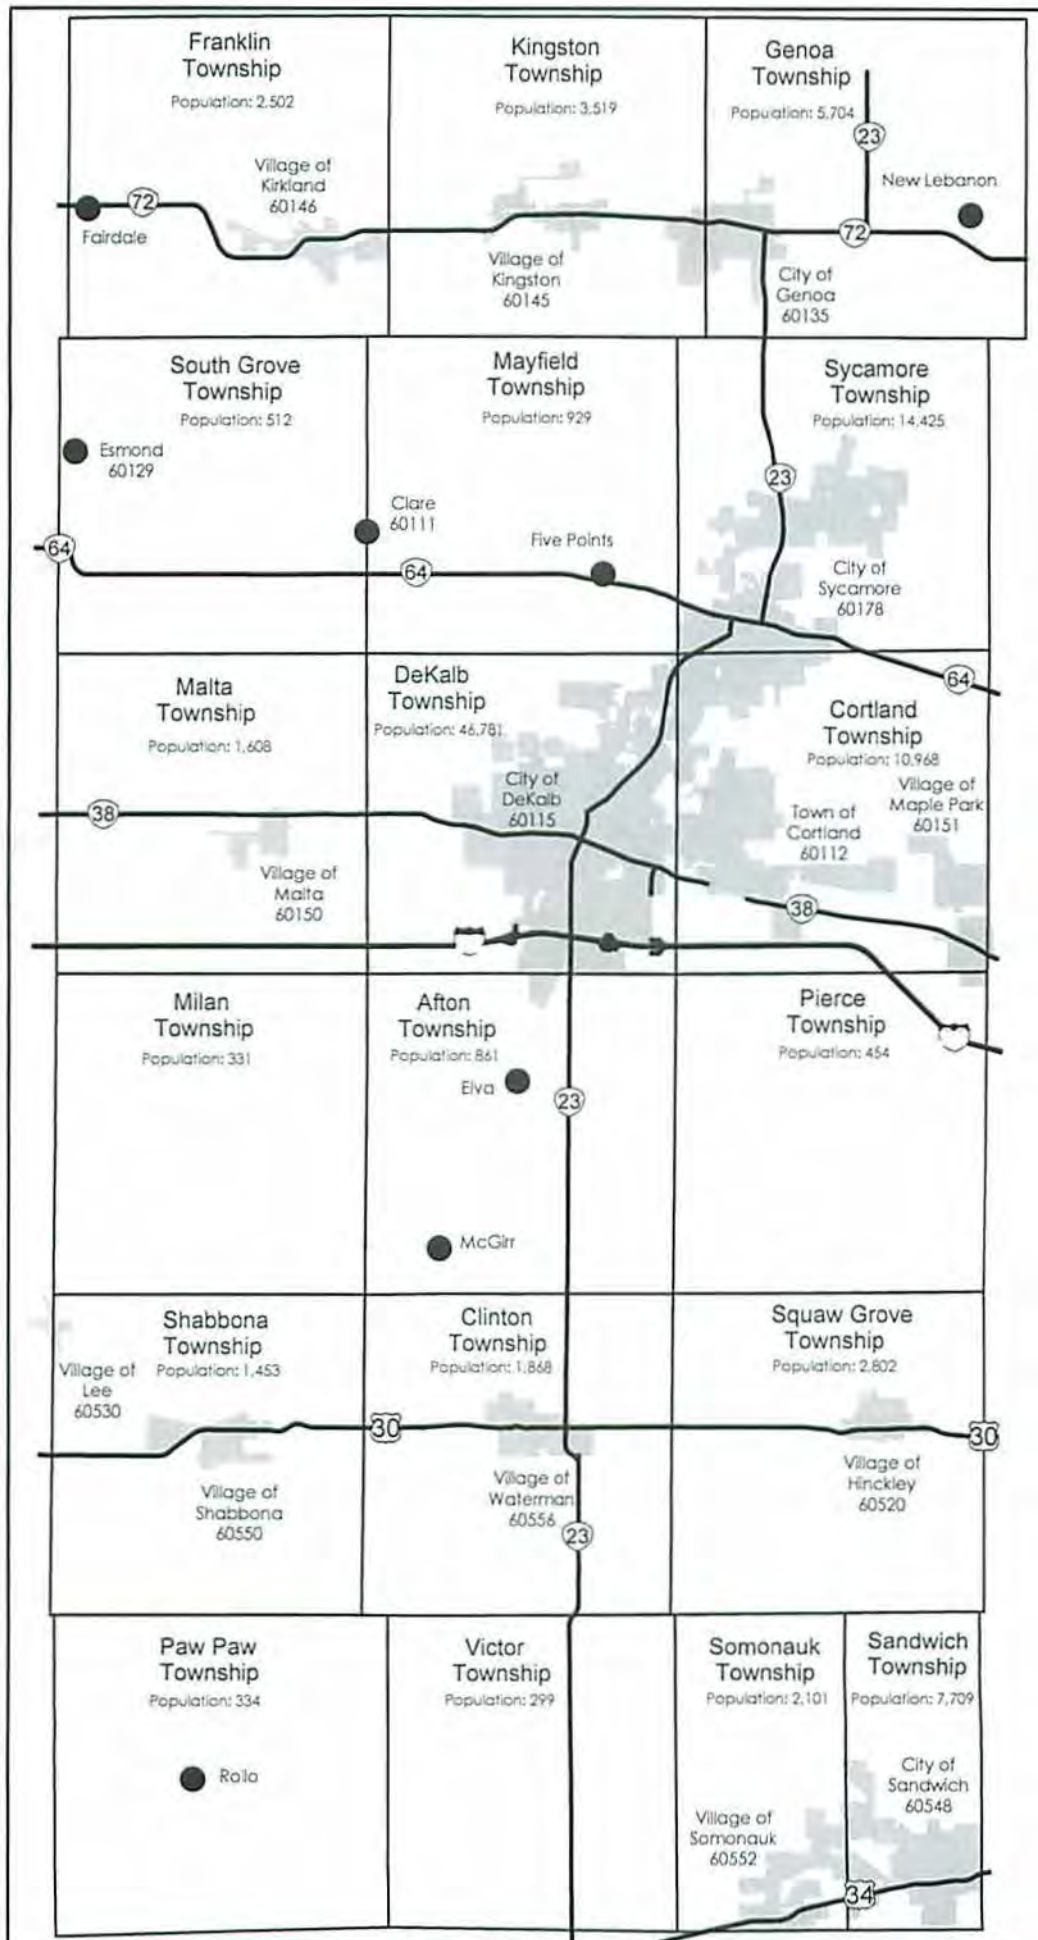 Franklin
Township
Population: 2,502
Kingston
Township
Population: 3,519
Genoa
Township
Population: 5,704
23
Village of
Kirkland
60146
72
Fairdale
Village of
Kingston
60145
New Lebanon
72
City of
Genoa
60135
South Grove
Township
Population: 512
Mayfield
Township
Population: 929
Sycamore
Township
Population: 14,425
Esmond
60129
Clare
60111
23
64
64
Five Points
City of
Sycamore
60178
64
Malta
Township
Population: 1,608
DeKalb
Township
Population: 46,781
Cortland
Township
Population: 10,968
38
City of
DeKalb
60115
Town of
Cortland
60112
Village of
Maple Park
60151
Village of
Malta
60150
38
Milan
Township
Population: 331
Afton
Township
Population: 861
Elva
23
Pierce
Township
Population: 454
McGirr
Shabbona
Township
Population: 1,453
Clinton
Township
Population: 1,868
Squaw Grove
Township
Population: 2,802
Village of
Lee
60530
30
30
Village of
Shabbona
60550
Village of
Waterman
60556
23
Village of
Hinckley
60520
Paw Paw
Township
Population: 334
Victor
Township
Population: 299
Somonauk
Township
Population: 2,101
Sandwich
Township
Population: 7,709
Rollo
City of
Sandwich
60548
Village of
Somonauk
60552
34